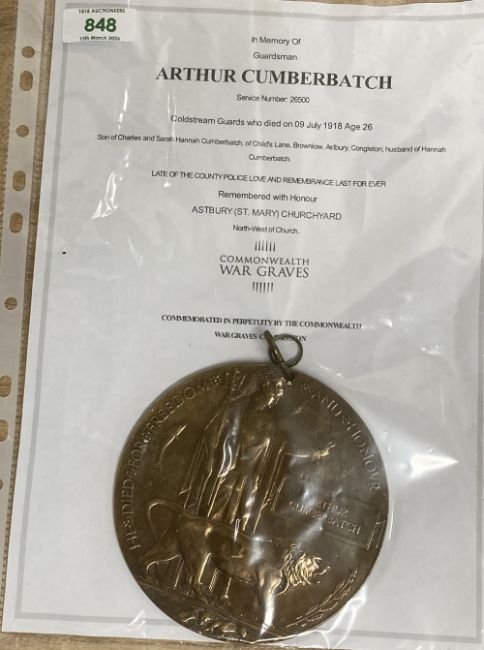 1818 AUCTIONEERS
848
15th March 2024
In Memory Of
Guardsman
ARTHUR CUMBERBATCH
Service Number: 26500
Coldstream Guards who died on 09 July 1918 Age 26
Son of Charles and Sarah Hannah Cumberbatch, of Child's Lane, Brownlow, Astbury, Congleton; husband of Hannah
Cumberbatch.
LATE OF THE COUNTY POLICE LOVE AND REMEMBRANCE LAST FOR EVER
Remembered with Honour
ASTBURY (ST. MARY) CHURCHYARD
North-West of Church.
COMMONWEALTH
WAR GRAVES
COMMEMORATED IN PERPETUITY BY THE COMMONWEALTH
WAR GRAVES
HE DIED FOR FREEDOM AND HONOUR
ARTHUR
CUMBERBATCH